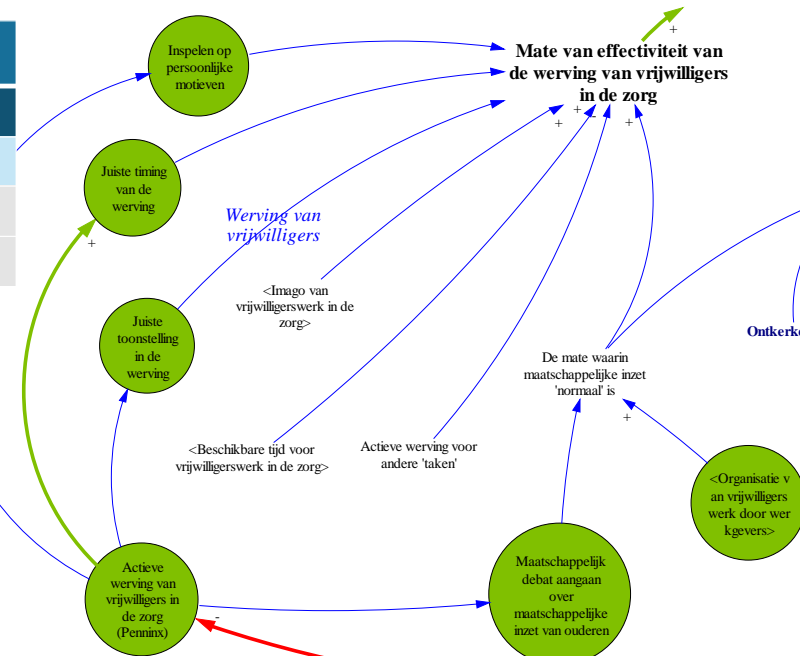 Inspelen op
persoonlijke
motieven
Mate van effectiviteit van
de werving van vrijwilligers
in de zorg
+
+
+
-
+
Juiste timing
van de
werving
+
Werving van
vrijwilligers
<Imago van
vrijwilligerswerk in de
zorg>
Juiste
toonstelling
in de
werving
Ontkerke
De mate waarin
maatschappelijke inzet
'normaal' is
+
<Beschikbare tijd voor
vrijwilligerswerk in de zorg>
Actieve werving voor
andere 'taken'
<Organisatie v
an vrijwilligers
werk door wer
kgevers>
Actieve
werving van
vrijwilligers in
de zorg
(Penninx)
-
Maatschappelijk
debat aangaan
over
maatschappelijke
inzet van ouderen